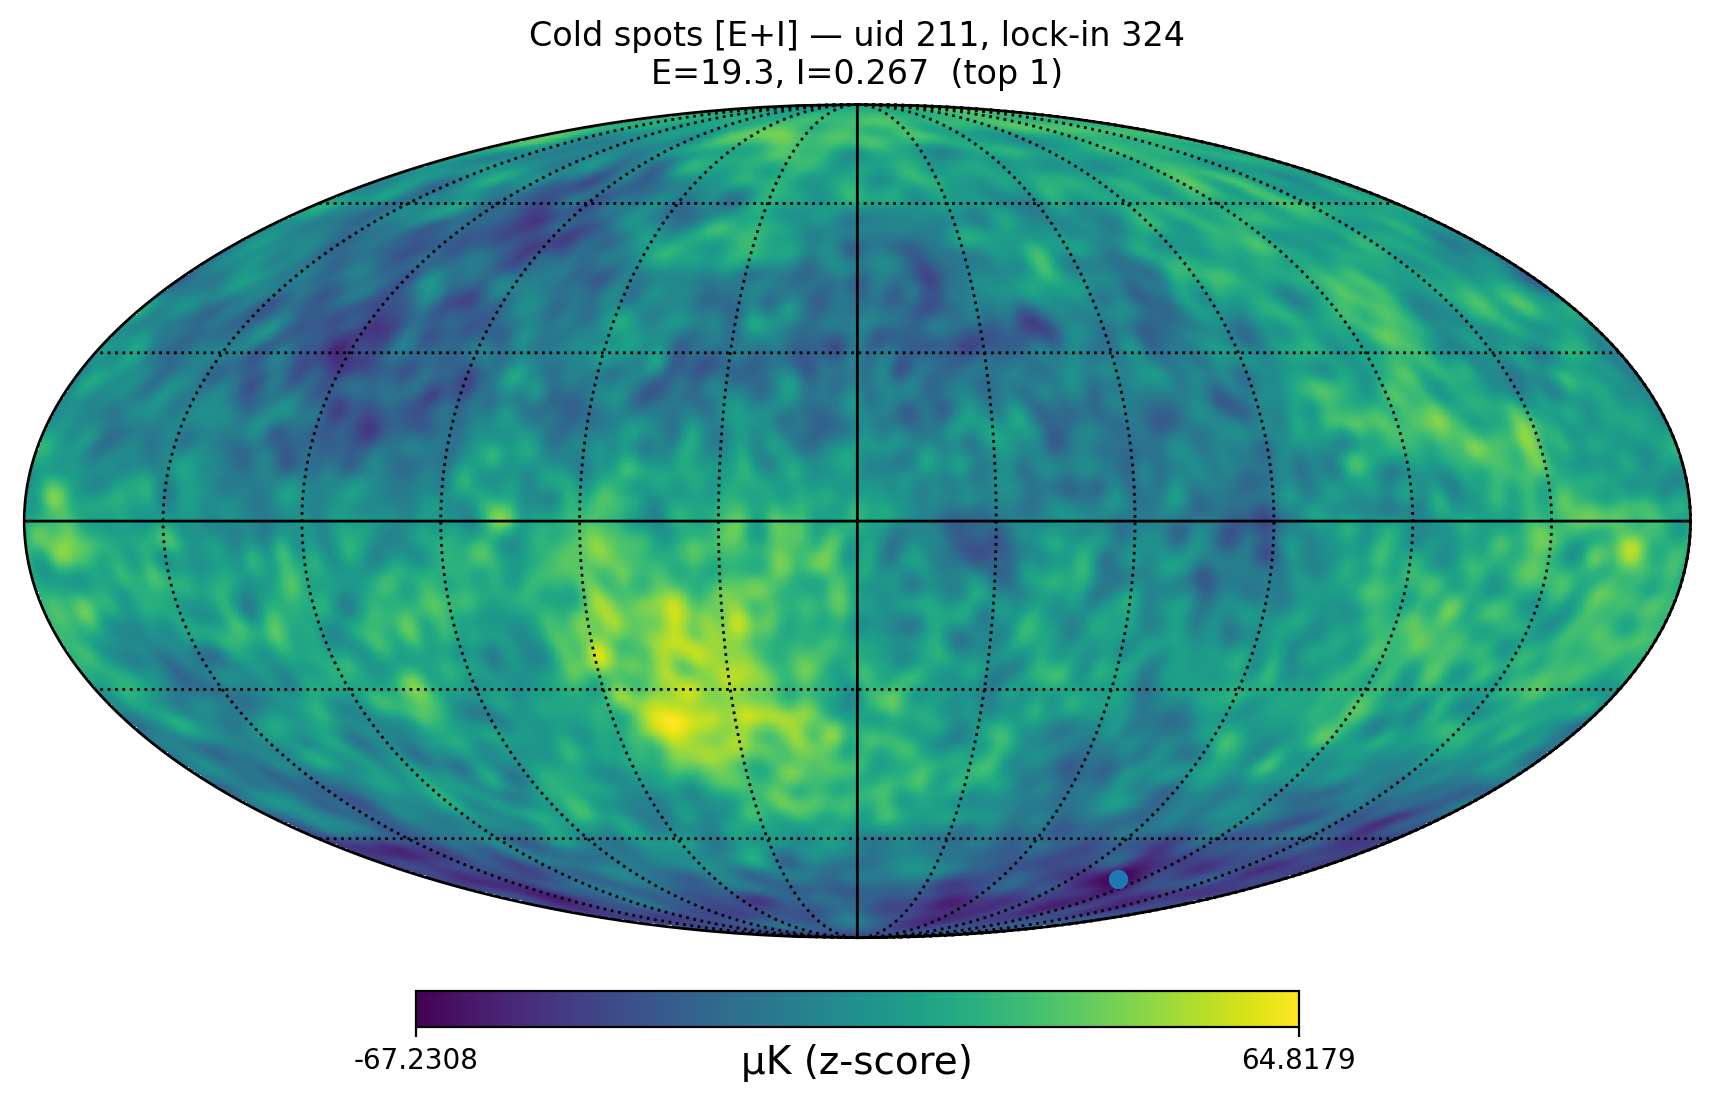 Cold spots [E+I] — uid 211, lock-in 324
E=19.3, I=0.267  (top 1)
-67.2308
μK (z-score)
64.8179